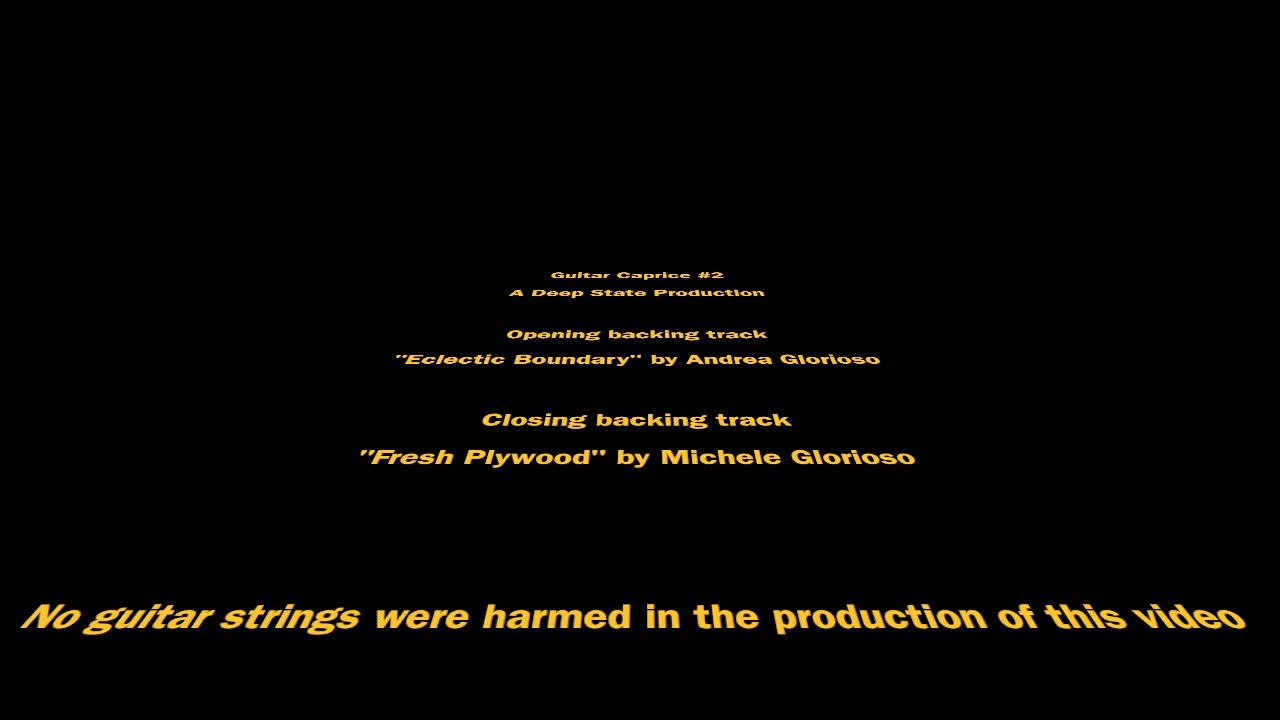 Guitar Caprice #2
A Deep State Production
Opening backing track
"Eclectic Boundary" by Andrea Glorioso
Closing backing track
"Fresh Plywood" by Michele Glorioso
No guitar strings were harmed in the production of this video